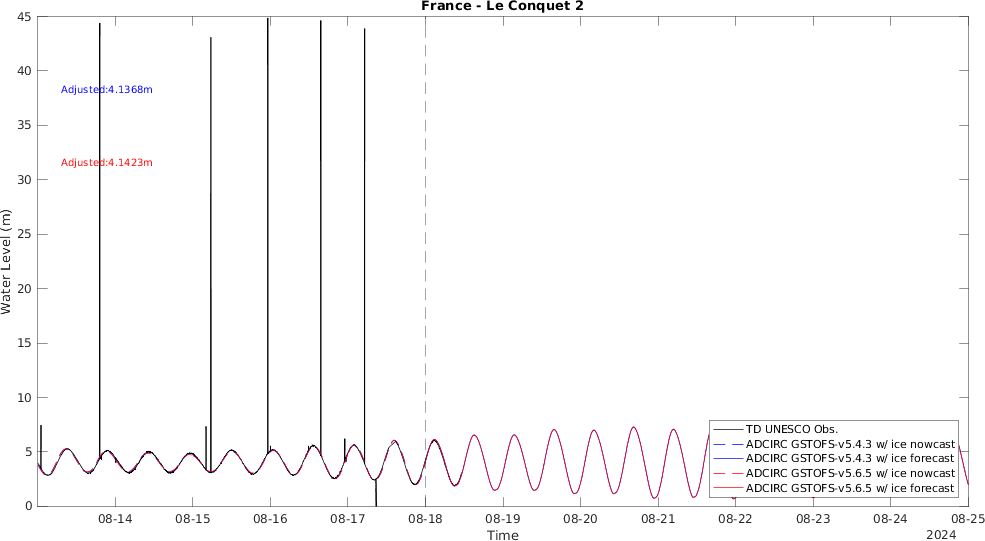 France - Le Conquet 2
Water Level (m)
45
40
35
30
25
20
15
10
5
0
Adjusted:4.1368m
Adjusted:4.1423m
TD UNESCO Obs.
ADCIRC GSTOFS-v5.4.3 w/ ice nowcast
ADCIRC GSTOFS-v5.4.3 w/ ice forecast
ADCIRC GSTOFS-v5.6.5 w/ ice nowcast
ADCIRC GSTOFS-v5.6.5 w/ ice forecast
08-14 08-15 08-16 08-17 08-18 08-19 08-20 08-21 08-22 08-23 08-24 08-25
Time
2024